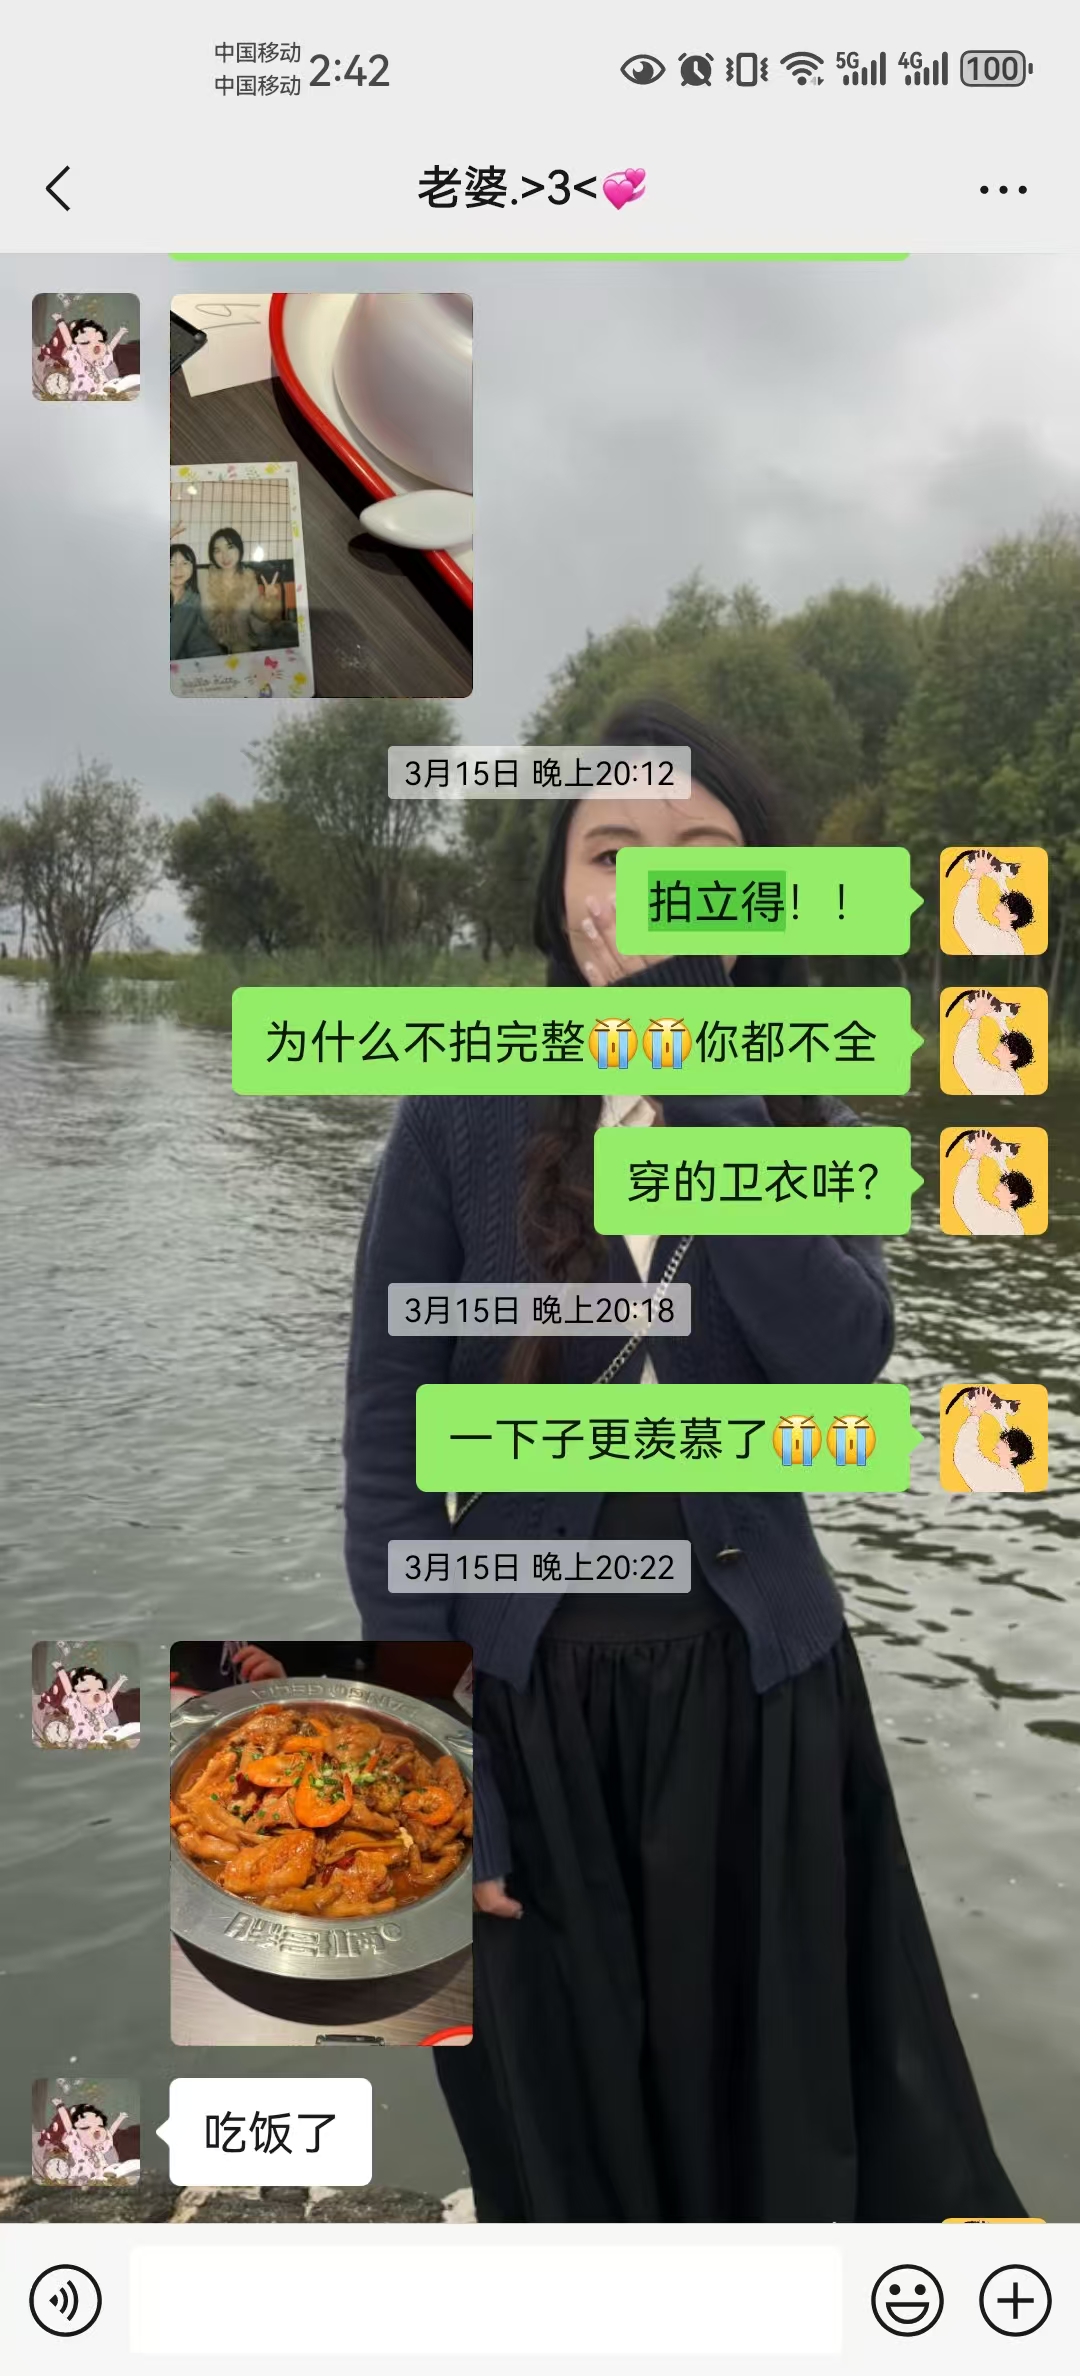 中国移动
中国移动
2:42
5G
4G
100
老婆.>3<💞
19
Hello Kitty
3月15日 晚上20:12
拍立得！！
为什么不拍完整😭😭你都不全
穿的卫衣咩？
3月15日 晚上20:18
一下子更羡慕了😭😭
3月15日 晚上20:22
吃饭了